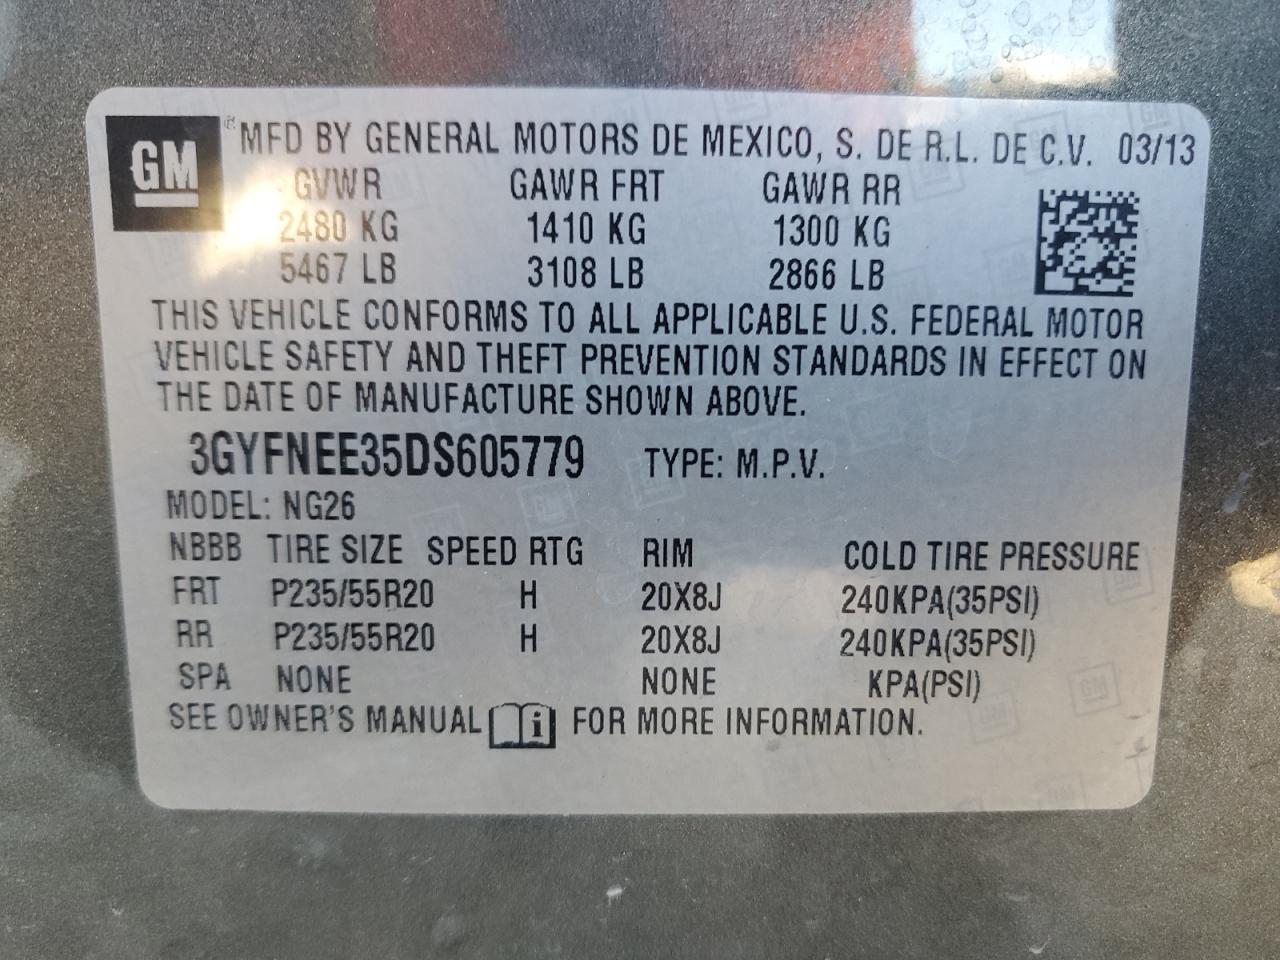 GM ® MFD BY GENERAL MOTORS DE MEXICO, S. DE R.L. DE C.V. 03/13
GVWR GAWR FRT GAWR RR
2480 KG 1410 KG 1300 KG
5467 LB 3108 LB 2866 LB
THIS VEHICLE CONFORMS TO ALL APPLICABLE U.S. FEDERAL MOTOR
VEHICLE SAFETY AND THEFT PREVENTION STANDARDS IN EFFECT ON
THE DATE OF MANUFACTURE SHOWN ABOVE.
3GYFNEE35DS605779 TYPE: M.P.V.
MODEL: NG26
NBBB TIRE SIZE SPEED RTG RIM COLD TIRE PRESSURE
FRT P235/55R20 H 20X8J 240KPA(35PSI)
RR P235/55R20 H 20X8J 240KPA(35PSI)
SPA NONE NONE KPA(PSI)
SEE OWNER'S MANUAL i FOR MORE INFORMATION.